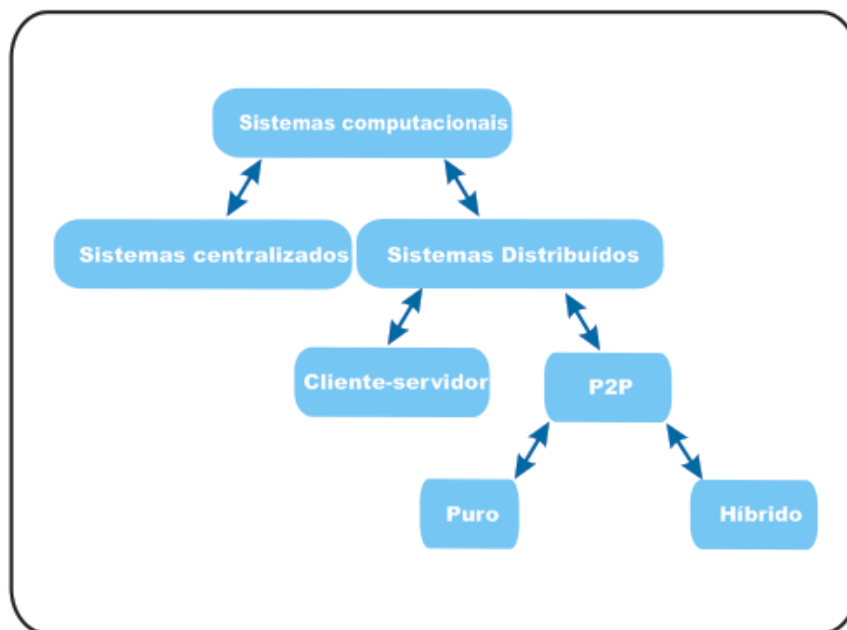 Sistemas computacionais
Sistemas centralizados
Sistemas Distribuídos
Cliente-servidor
P2P
Puro
Híbrido